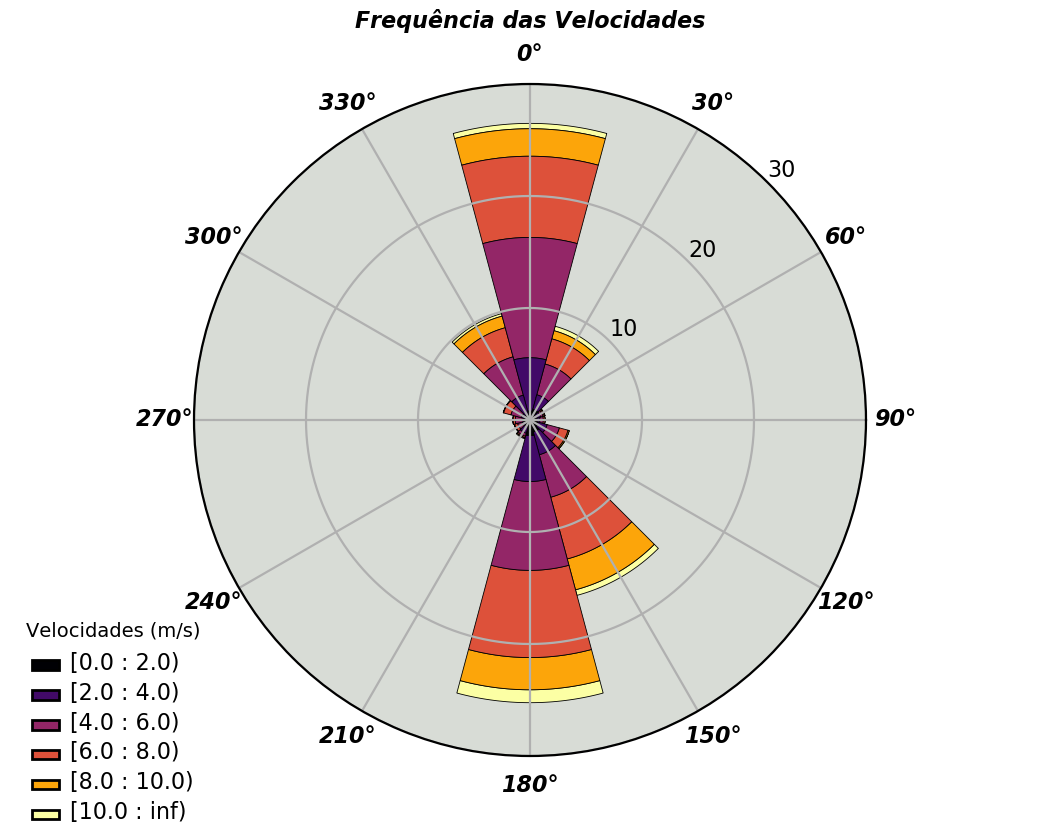 Frequência das Velocidades
0°
330°
30°
30
300°
60°
20
10
270°
90°
240°
120°
210°
150°
180°
Velocidades (m/s)
[0.0 : 2.0)
[2.0 : 4.0)
[4.0 : 6.0)
[6.0 : 8.0)
[8.0 : 10.0)
[10.0 : inf)